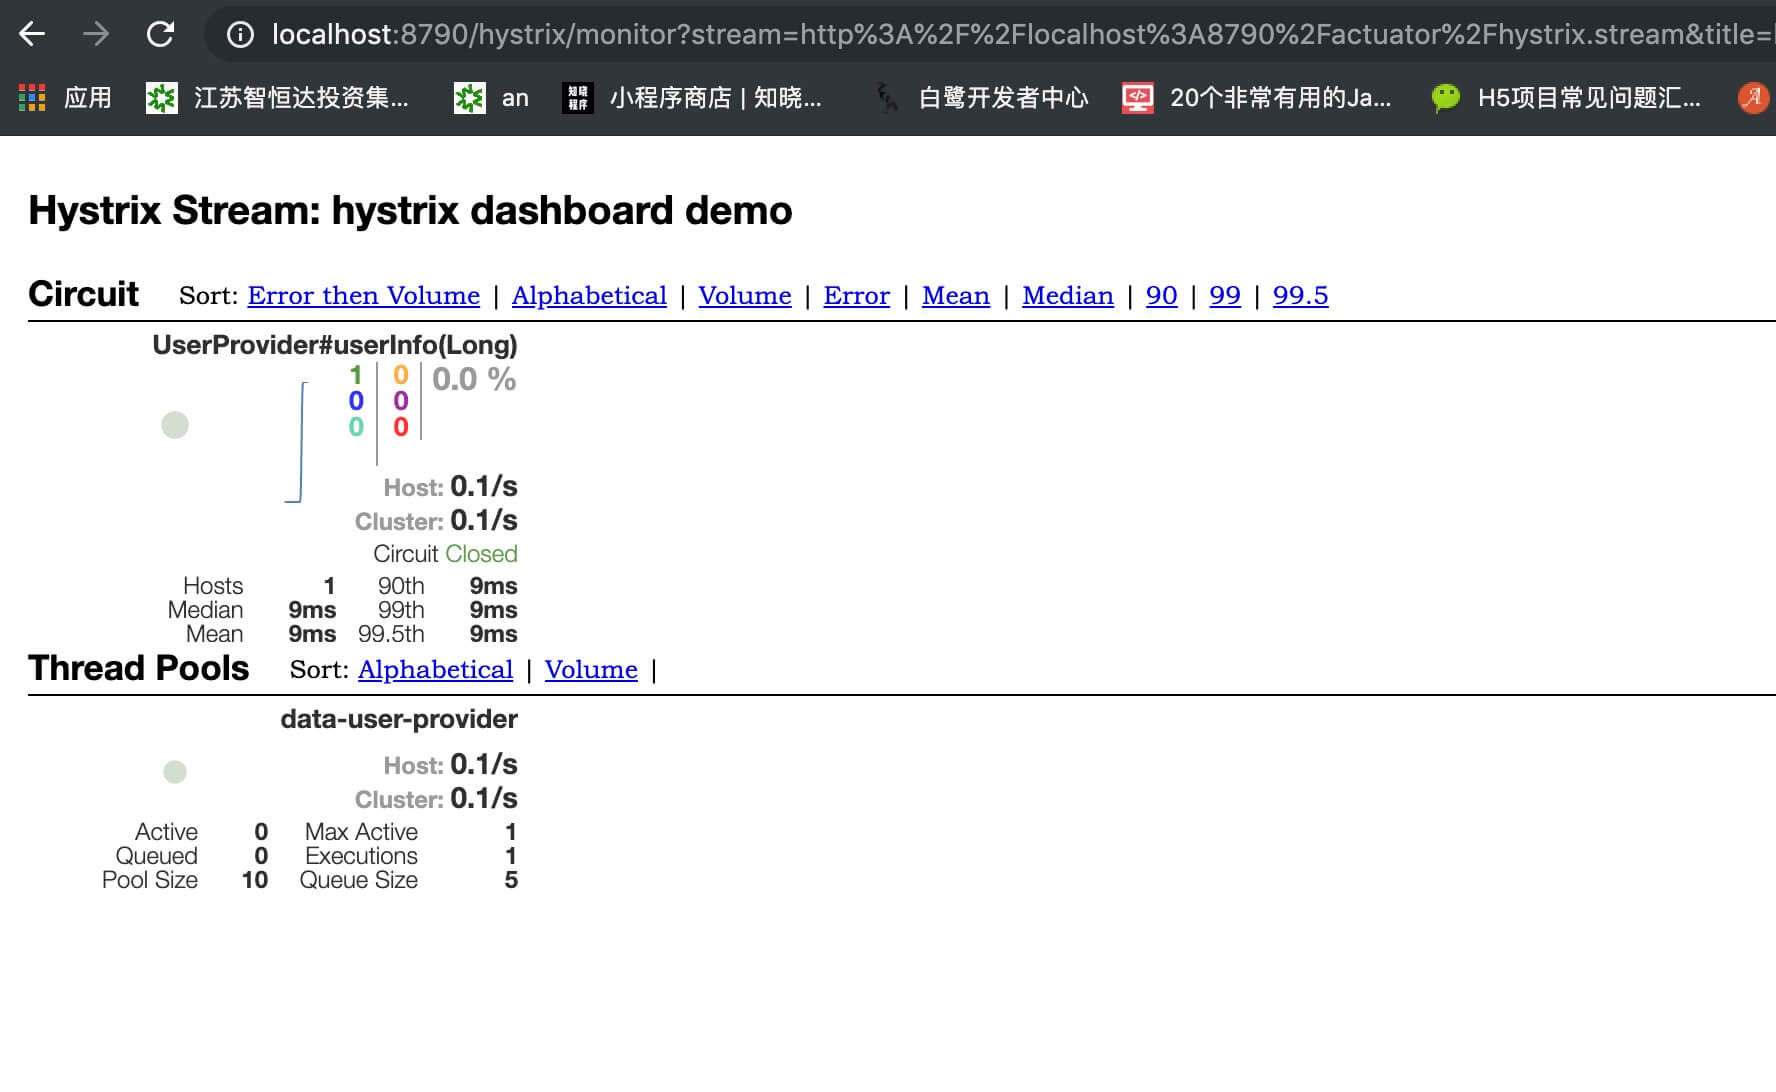 localhost:8790/hystrix/monitor?stream=http%3A%2F%2Flocalhost%3A8790%2Factuator%2Fhystrix.stream&title=
应用 江苏智恒达投资集... an 知晓程序 小程序商店 | 知晓... 白鹭开发者中心 20个非常有用的Ja... H5项目常见问题汇...
Hystrix Stream: hystrix dashboard demo
Circuit Sort: Error then Volume | Alphabetical | Volume | Error | Mean | Median | 90 | 99 | 99.5
UserProvider#userInfo(Long)
1 0 0.0 %
0 0
0 0
Host: 0.1/s
Cluster: 0.1/s
Circuit Closed
Hosts 1 90th 9ms
Median 9ms 99th 9ms
Mean 9ms 99.5th 9ms
Thread Pools Sort: Alphabetical | Volume |
data-user-provider
Host: 0.1/s
Cluster: 0.1/s
Active 0 Max Active 1
Queued 0 Executions 1
Pool Size 10 Queue Size 5